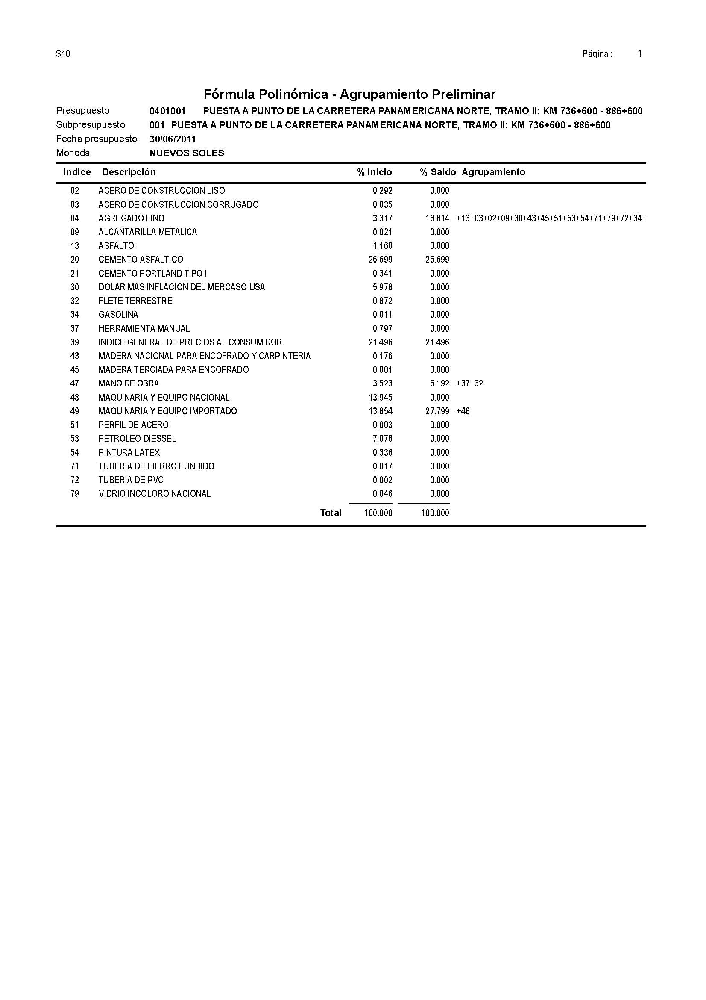 S10 Página : 1
Fórmula Polinómica - Agrupamiento Preliminar
Presupuesto 0401001 PUESTA A PUNTO DE LA CARRETERA PANAMERICANA NORTE, TRAMO II: KM 736+600 - 886+600
Subpresupuesto 001 PUESTA A PUNTO DE LA CARRETERA PANAMERICANA NORTE, TRAMO II: KM 736+600 - 886+600
Fecha presupuesto 30/06/2011
Moneda NUEVOS SOLES
Indice Descripción % Inicio % Saldo Agrupamiento
02 ACERO DE CONSTRUCCION LISO 0.292 0.000
03 ACERO DE CONSTRUCCION CORRUGADO 0.035 0.000
04 AGREGADO FINO 3.317 18.814 +13+03+02+09+30+43+45+51+53+54+71+79+72+34+
09 ALCANTARILLA METALICA 0.021 0.000
13 ASFALTO 1.160 0.000
20 CEMENTO ASFALTICO 26.699 26.699
21 CEMENTO PORTLAND TIPO I 0.341 0.000
30 DOLAR MAS INFLACION DEL MERCASO USA 5.978 0.000
32 FLETE TERRESTRE 0.872 0.000
34 GASOLINA 0.011 0.000
37 HERRAMIENTA MANUAL 0.797 0.000
39 INDICE GENERAL DE PRECIOS AL CONSUMIDOR 21.496 21.496
43 MADERA NACIONAL PARA ENCOFRADO Y CARPINTERIA 0.176 0.000
45 MADERA TERCIADA PARA ENCOFRADO 0.001 0.000
47 MANO DE OBRA 3.523 5.192 +37+32
48 MAQUINARIA Y EQUIPO NACIONAL 13.945 0.000
49 MAQUINARIA Y EQUIPO IMPORTADO 13.854 27.799 +48
51 PERFIL DE ACERO 0.003 0.000
53 PETROLEO DIESSEL 7.078 0.000
54 PINTURA LATEX 0.336 0.000
71 TUBERIA DE FIERRO FUNDIDO 0.017 0.000
72 TUBERIA DE PVC 0.002 0.000
79 VIDRIO INCOLORO NACIONAL 0.046 0.000
Total 100.000 100.000